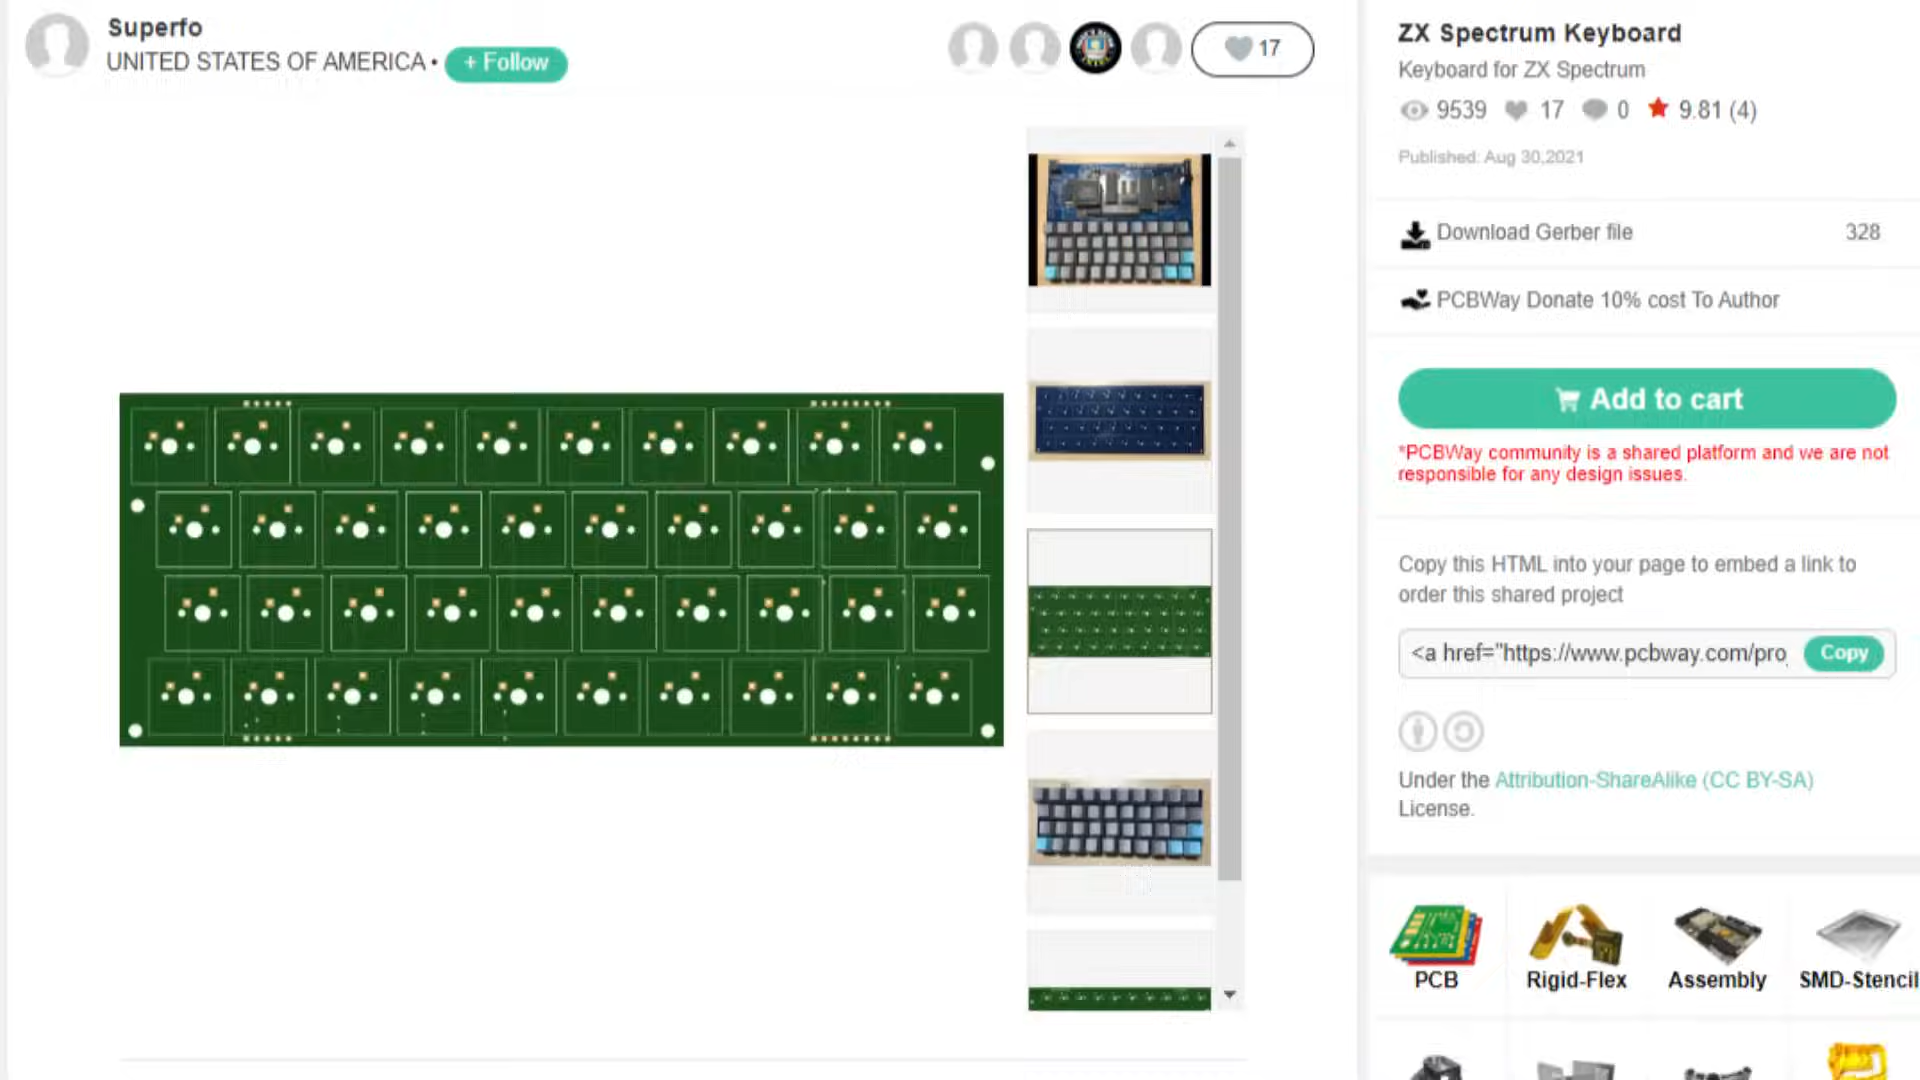 Superfo
UNITED STATES OF AMERICA •
+ Follow
17
ZX Spectrum Keyboard
Keyboard for ZX Spectrum
9539 17 0 9.81 (4)
Published: Aug 30,2021
Download Gerber file 328
PCBWay Donate 10% cost To Author
Add to cart
*PCBWay community is a shared platform and we are not
responsible for any design issues.
Copy this HTML into your page to embed a link to
order this shared project
<a href="https://www.pcbway.com/pro
Copy
Under the Attribution-ShareAlike (CC BY-SA)
License.
PCB
Rigid-Flex
Assembly
SMD-Stencil